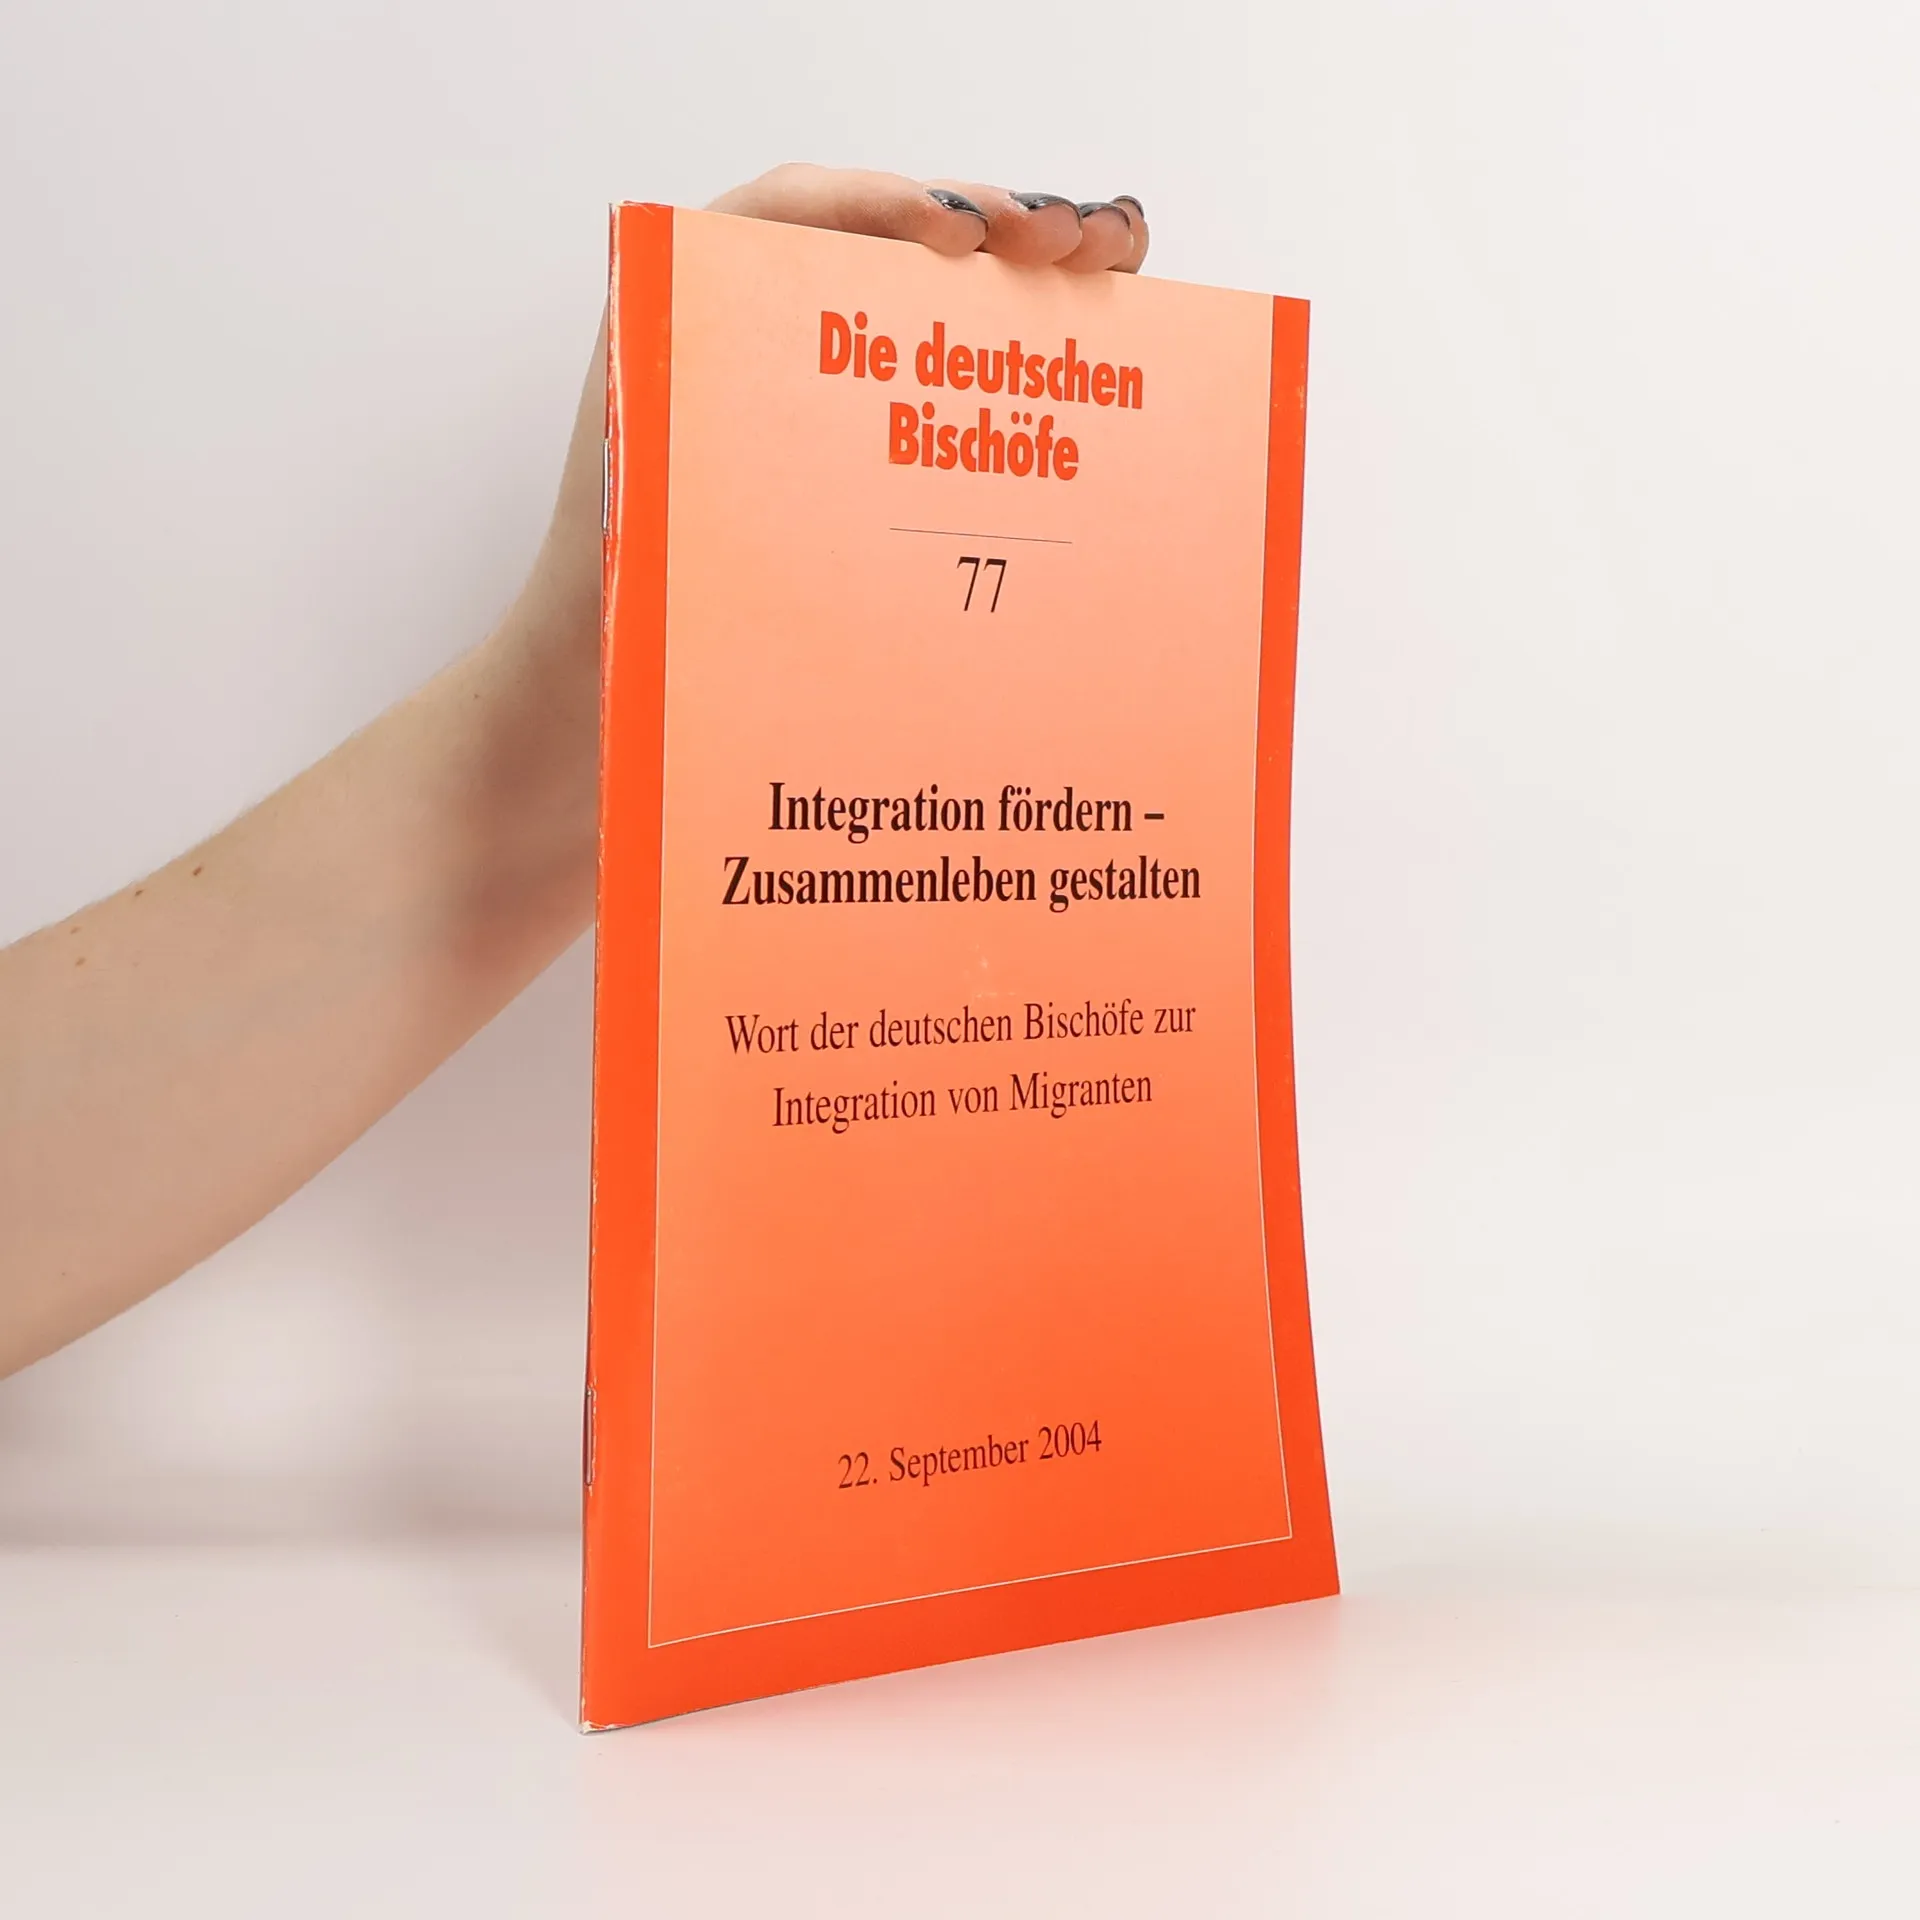 Die deutschen
Bischöfe
77
Integration fördern –
Zusammenleben gestalten
Wort der deutschen Bischöfe zur
Integration von Migranten
22. September 2004